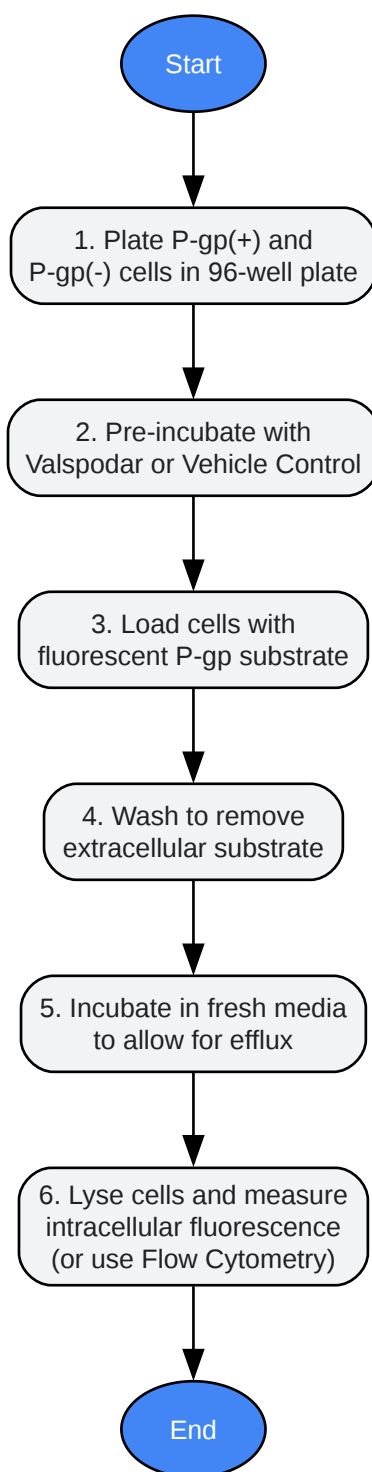 Start
1. Plate P-gp(+) and
P-gp(-) cells in 96-well plate
2. Pre-incubate with
Valspodar or Vehicle Control
3. Load cells with
fluorescent P-gp substrate
4. Wash to remove
extracellular substrate
5. Incubate in fresh media
to allow for efflux
6. Lyse cells and measure
intracellular fluorescence
(or use Flow Cytometry)
End